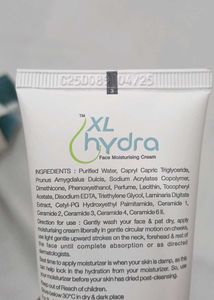 04/25
™
XL
hydra
Face Moisturising Cream
INGREDIENTS : Purified Water, Capryl Capric Triglyceride,
Prunus Amygdalus Dulcis, Sodium Acrylates Copolymer,
Dimethicone, Phenoxyethanol, Perfume, Lecithin, Tocopheryl
Acetate, Disodium EDTA, Triethylene Glycol, Laminaria
Digitata, Cetyl-PG Hydroxyethyl Palmitamide, Ceramide 1,
Ceramide 2, Ceramide 3, Ceramide 4, Ceramide 6 II.
Direction for use : Gently wash your face & pat dry, apply
moisturising cream liberally in gentle circular motion on cheeks,
use light gentle upward strokes on the neck, forehead & rest of
the face until complete absorption or as directed
dermatologists.
Best time to apply moisturizer is when your skin is damp, as this
can help lock in the hydration from your moisturizer. So, use
your moisturizer before your skin has dried post-cleansing.
Keep out of Reach of children.
below 30°C in dry & dark place